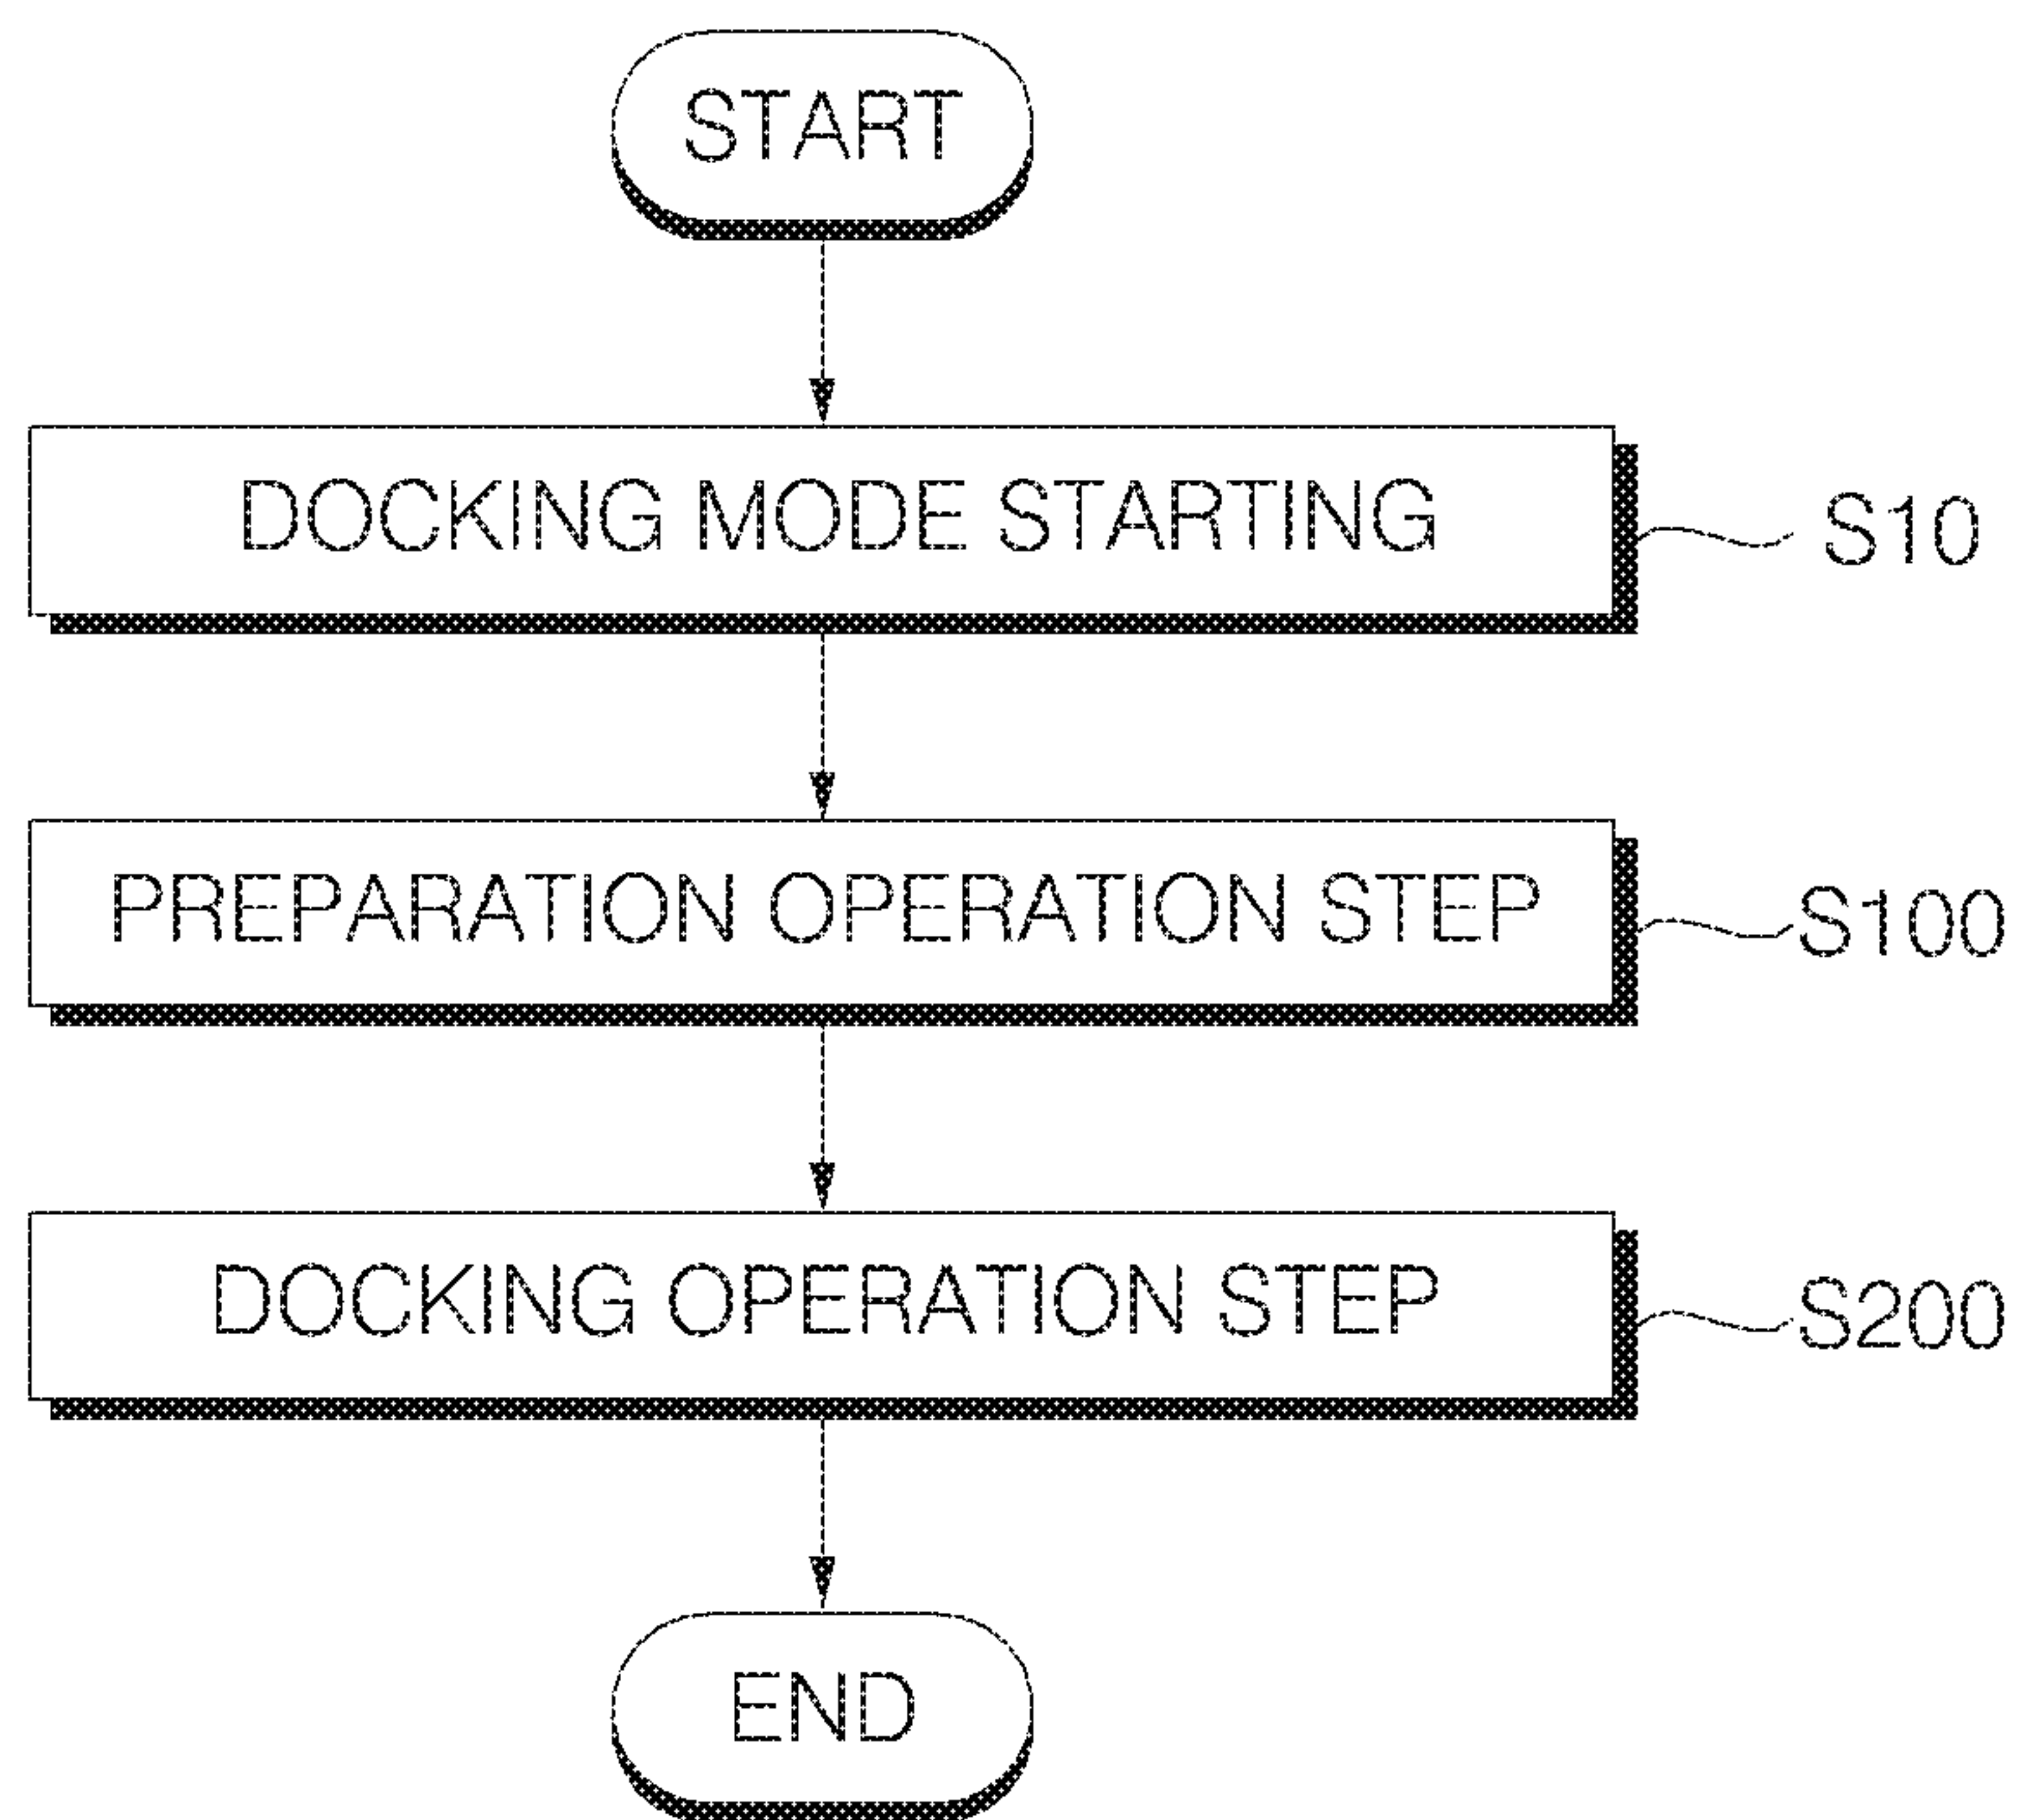 START
DOCKING MODE STARTING
S10
PREPARATION OPERATION STEP
S100
DOCKING OPERATION STEP
S200
END